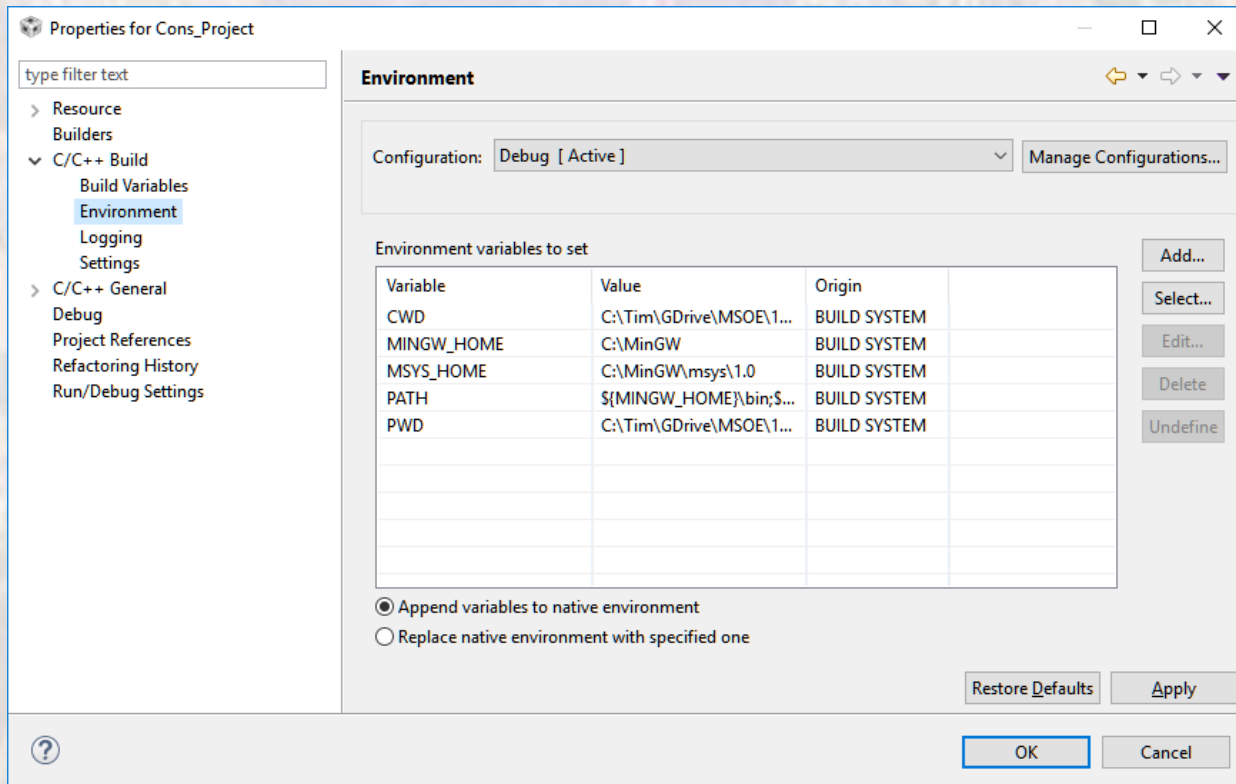 Properties for Cons_Project
type filter text
Resource
Builders
C/C++ Build
Build Variables
Environment
Logging
Settings
C/C++ General
Debug
Project References
Refactoring History
Run/Debug Settings
Environment
Configuration: Debug [ Active ] Manage Configurations...
Environment variables to set
Variable Value Origin
CWD C:\Tim\GDrive\MSOE\1... BUILD SYSTEM
MINGW_HOME C:\MinGW BUILD SYSTEM
MSYS_HOME C:\MinGW\msys\1.0 BUILD SYSTEM
PATH ${MINGW_HOME}\bin;$... BUILD SYSTEM
PWD C:\Tim\GDrive\MSOE\1... BUILD SYSTEM
Add...
Select...
Edit...
Delete
Undefine
Append variables to native environment
Replace native environment with specified one
Restore Defaults Apply
? OK Cancel